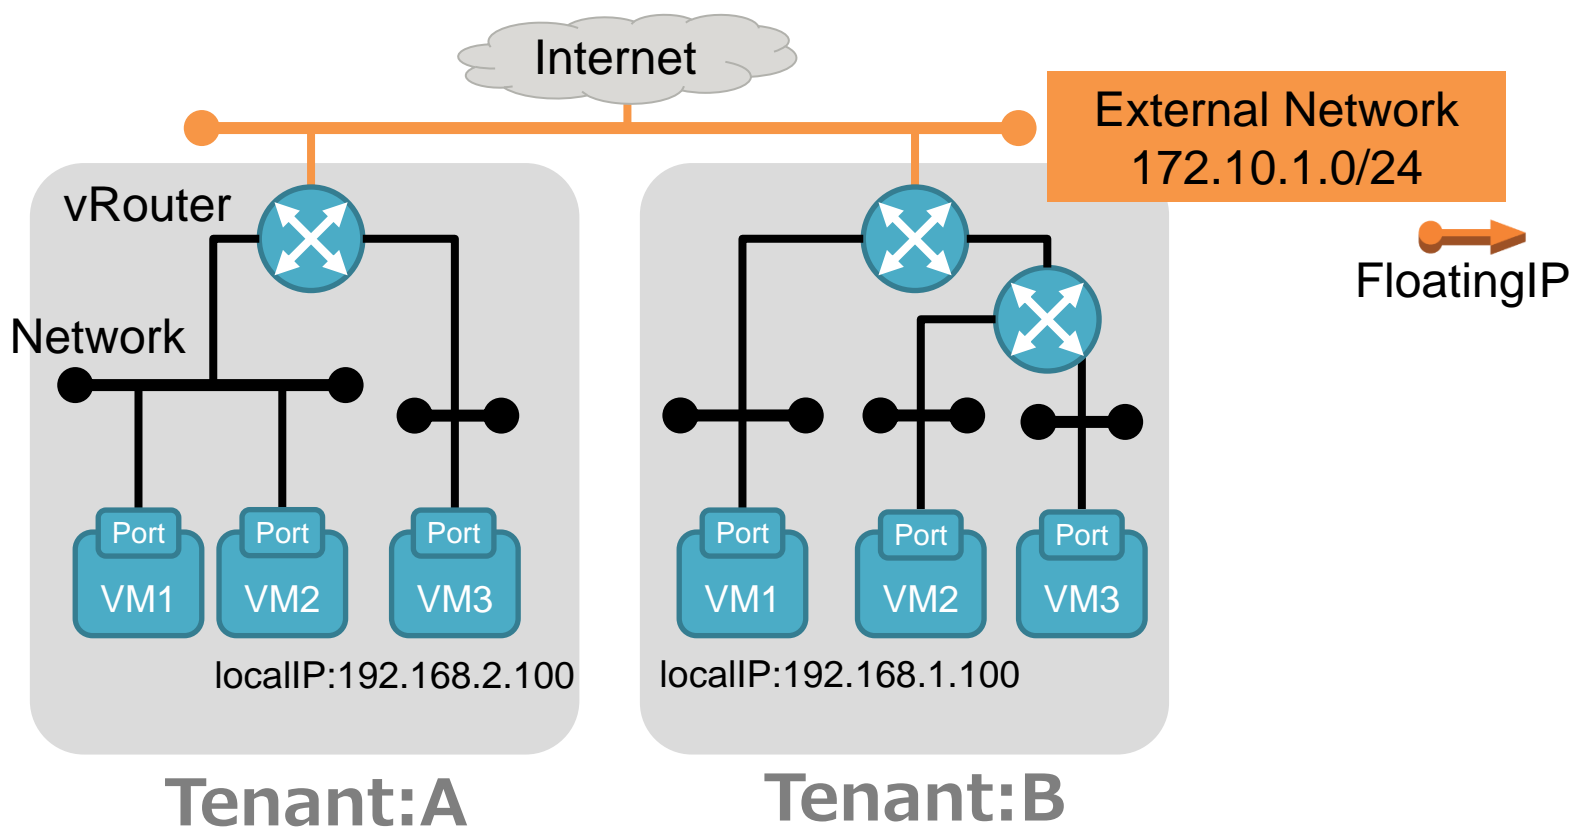 Internet
External Network
172.10.1.0/24
vRouter
FloatingIP
Network
Port
Port
Port
Port
Port
Port
VM1
VM2
VM3
VM1
VM2
VM3
localIP:192.168.2.100
localIP:192.168.1.100
Tenant:A
Tenant:B